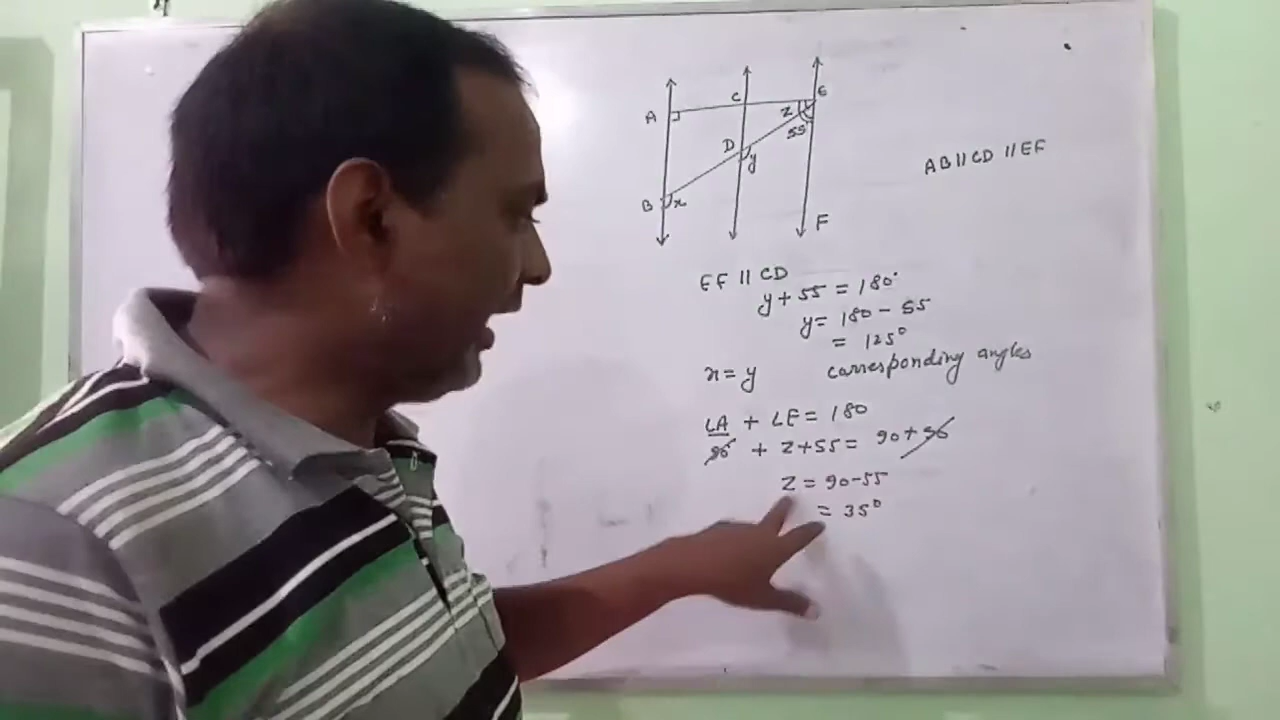 A C E
Z
55°
D
y
B x
F
AB || CD || EF
EF || CD
y + 55 = 180°
y = 180 - 55
= 125°
x = y corresponding angles
∠A + ∠E = 180
90 + Z + 55 = 90 + 90
Z = 90 - 55
= 35°